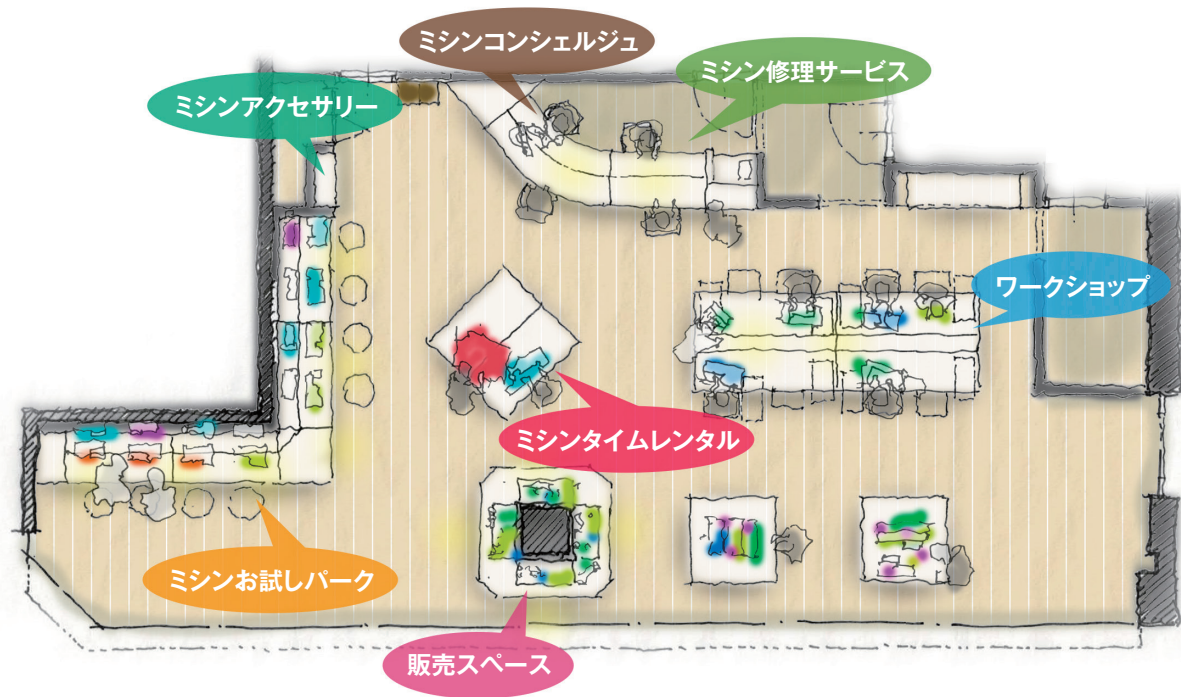 ミシンコンシェルジュ
ミシン修理サービス
ミシンアクセサリー
ワークショップ
ミシンタイムレンタル
ミシンお試しパーク
販売スペース